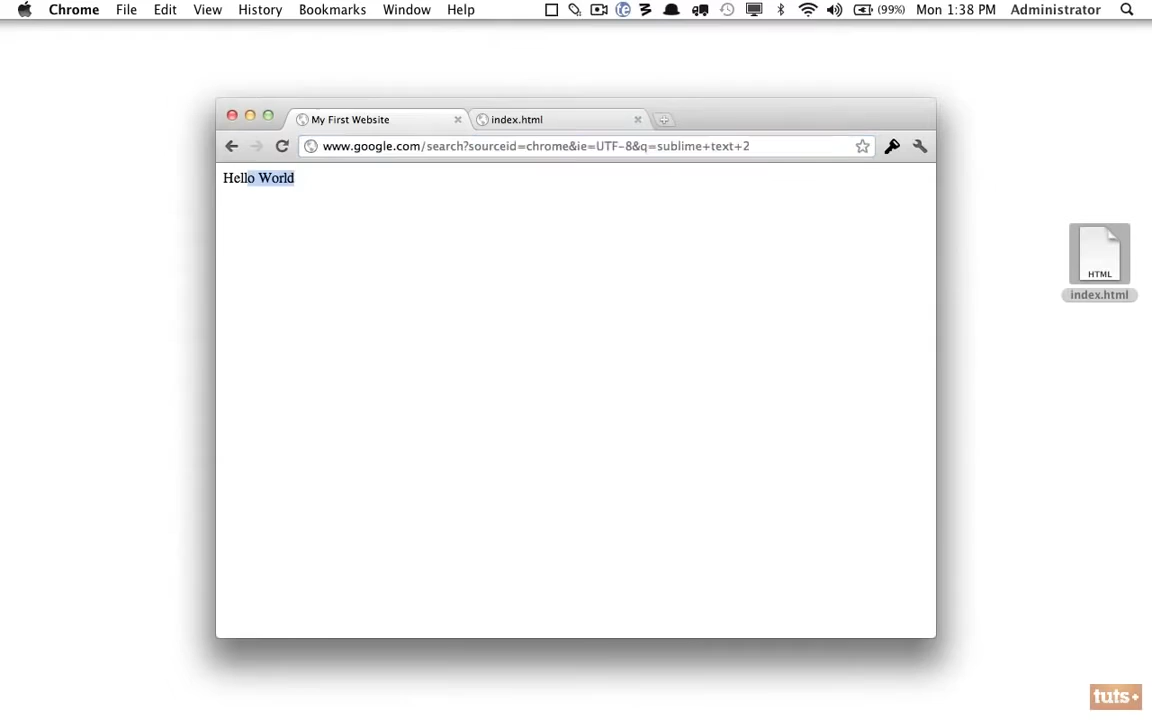 Chrome File Edit View History Bookmarks Window Help (99%) Mon 1:38 PM Administrator
My First Website index.html
www.google.com/search?sourceid=chrome&ie=UTF-8&q=sublime+text+2
Hello World
HTML
index.html
tuts+